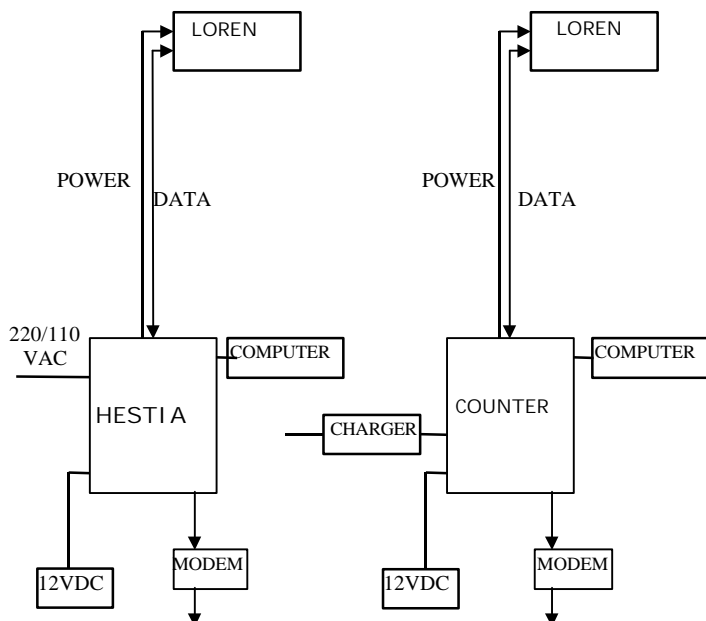 LOREN
POWER
DATA
220/110
VAC
COMPUTER
HESTIA
12VDC
MODEM
LOREN
POWER
DATA
COMPUTER
COUNTER
CHARGER
12VDC
MODEM